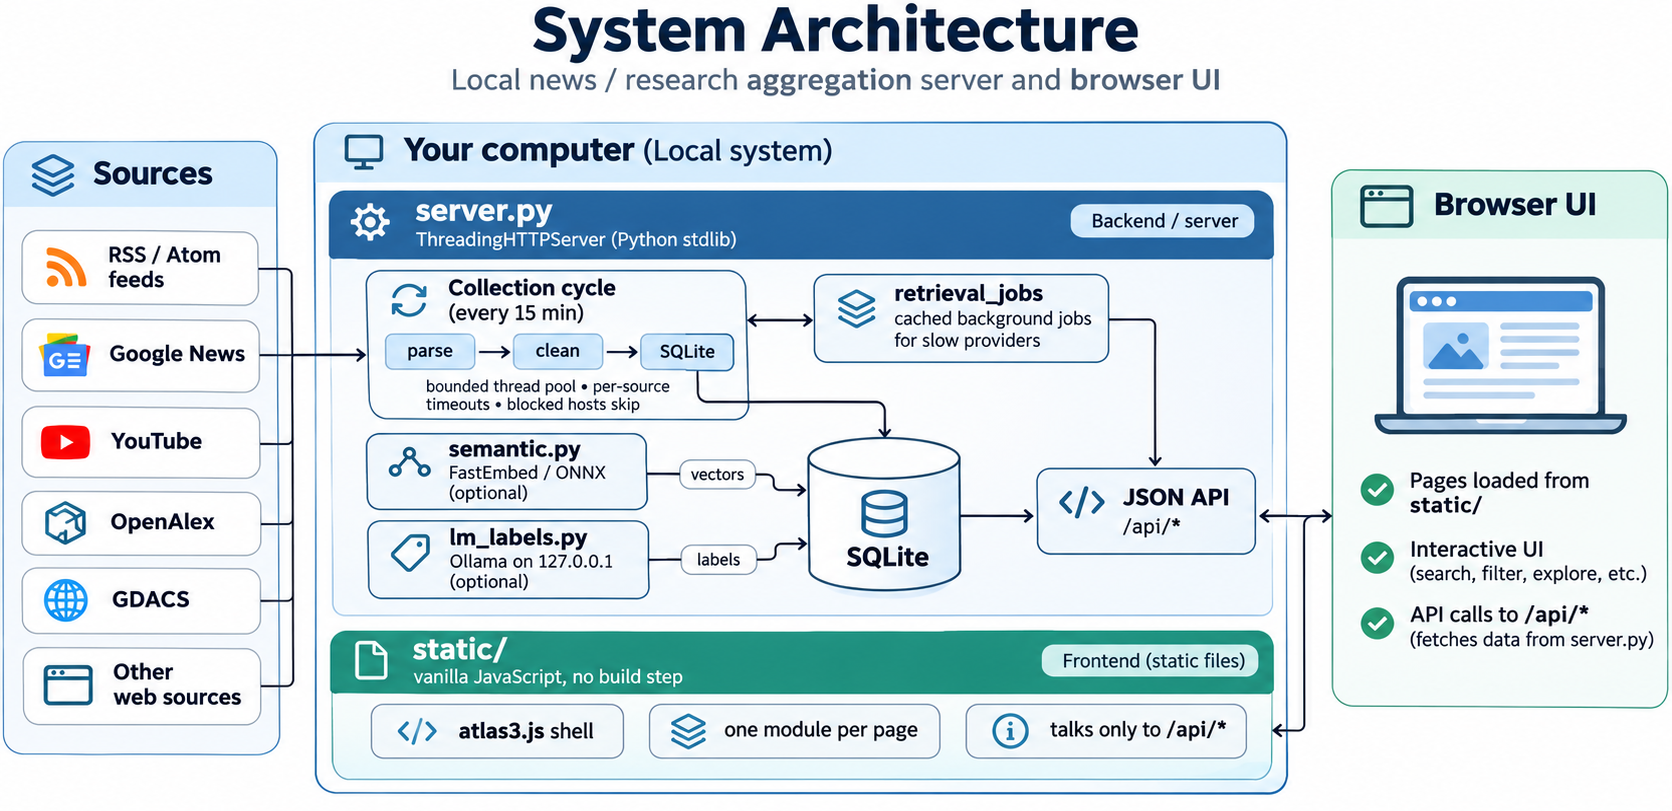 System Architecture
Local news / research aggregation server and browser UI
Sources
RSS / Atom
feeds
GE
Google News
YouTube
OpenAlex
GDACS
Other
web sources
Your computer (Local system)
server.py
ThreadingHTTPServer (Python stdlib)
Backend / server
Collection cycle
(every 15 min)
parse
clean
SQLite
bounded thread pool • per-source
timeouts • blocked hosts skip
retrieval_jobs
cached background jobs
for slow providers
semantic.py
FastEmbed / ONNX
(optional)
vectors
lm_labels.py
Ollama on 127.0.0.1
(optional)
labels
SQLite
</> JSON API
/api/*
static/
vanilla JavaScript, no build step
Frontend (static files)
</> atlas3.js shell
one module per page
talks only to /api/*
Browser UI
Pages loaded from
static/
Interactive UI
(search, filter, explore, etc.)
API calls to /api/*
(fetches data from server.py)